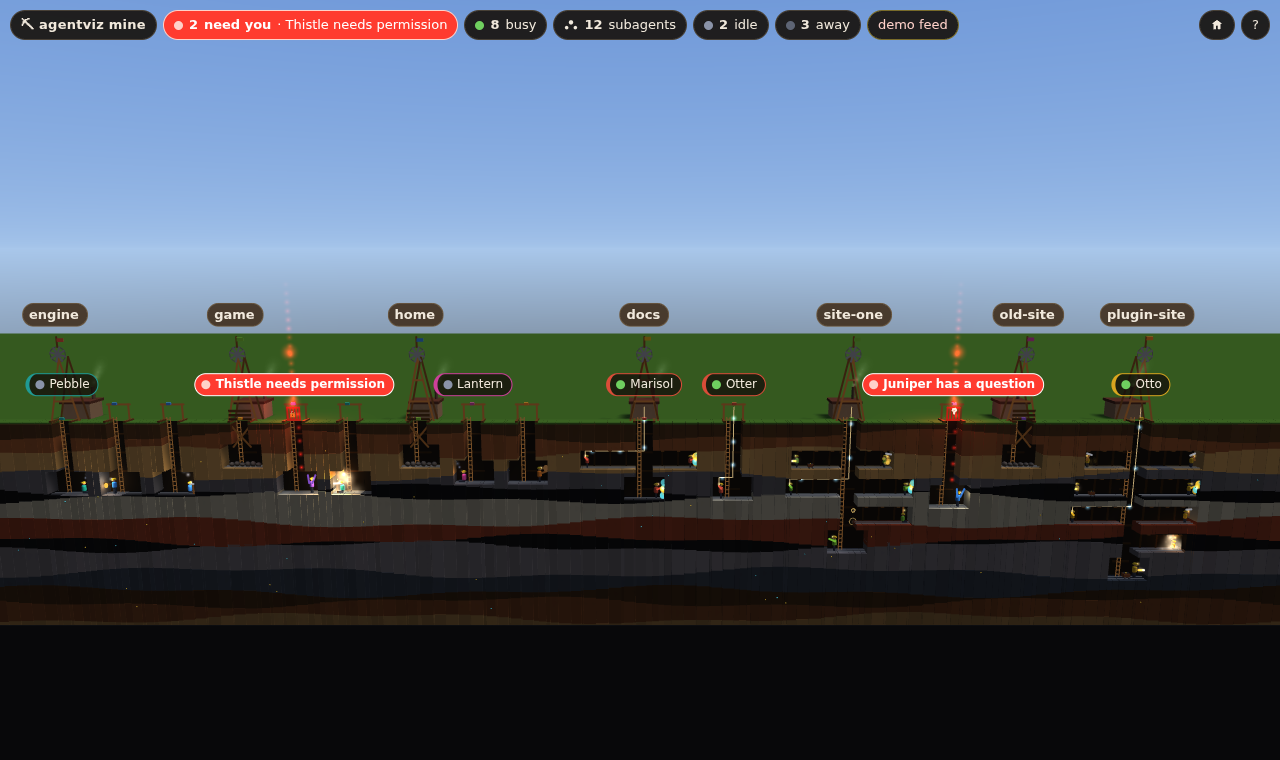 agentviz mine
2 need you · Thistle needs permission
8 busy
12 subagents
2 idle
3 away
demo feed
?
engine
game
home
docs
site-one
old-site
plugin-site
Pebble
Thistle needs permission
Lantern
Marisol
Otter
Juniper has a question
Otto